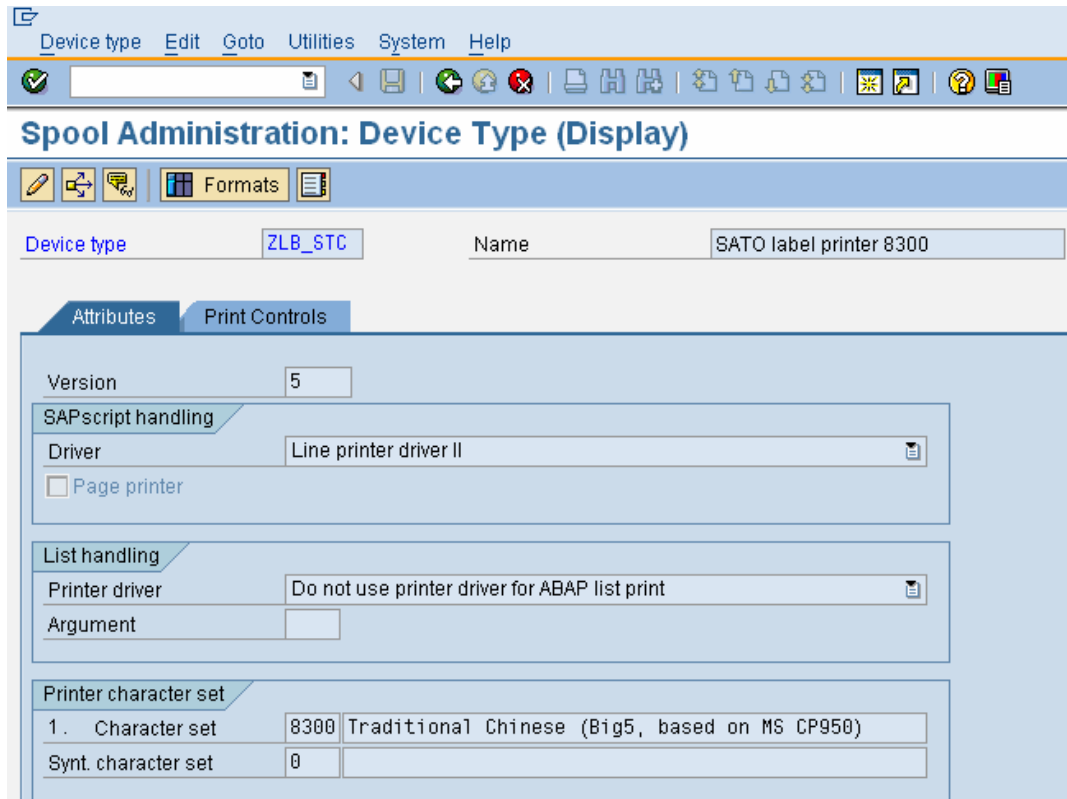 Device type Edit Goto Utilities System Help
Spool Administration: Device Type (Display)
Formats
Device type ZLB_STC Name SATO label printer 8300
Attributes Print Controls
Version 5
SAPscript handling
Driver Line printer driver II
Page printer
List handling
Printer driver Do not use printer driver for ABAP list print
Argument
Printer character set
1. Character set 8300 Traditional Chinese (Big5, based on MS CP950)
Synt. character set 0